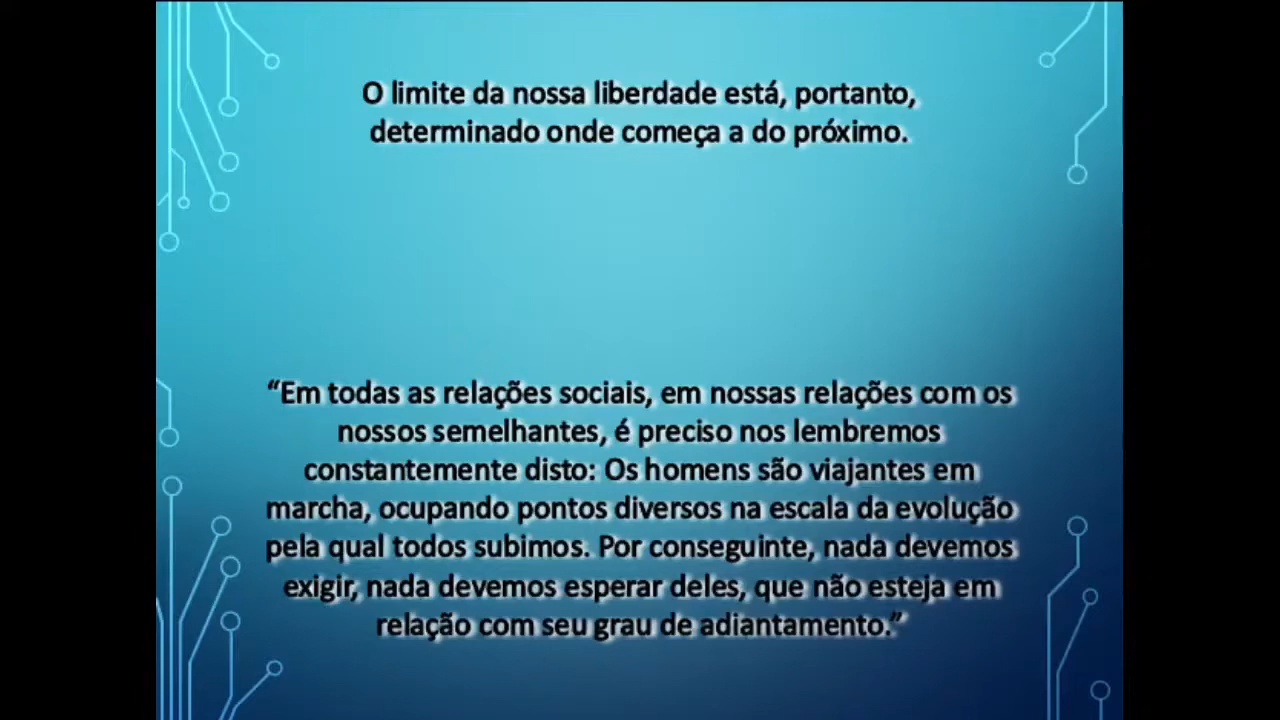 O limite da nossa liberdade está, portanto,
determinado onde começa a do próximo.
“Em todas as relações sociais, em nossas relações com os
nossos semelhantes, é preciso nos lembremos
constantemente disto: Os homens são viajantes em
marcha, ocupando pontos diversos na escala da evolução
pela qual todos subimos. Por conseguinte, nada devemos
exigir, nada devemos esperar deles, que não esteja em
relação com seu grau de adiantamento.”